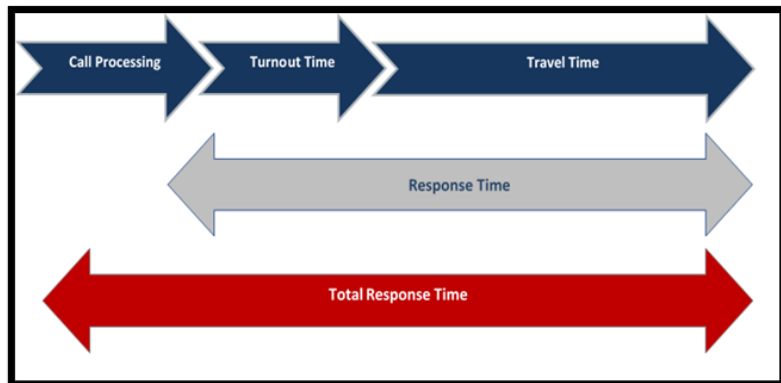 Call Processing
Turnout Time
Travel Time
Response Time
Total Response Time